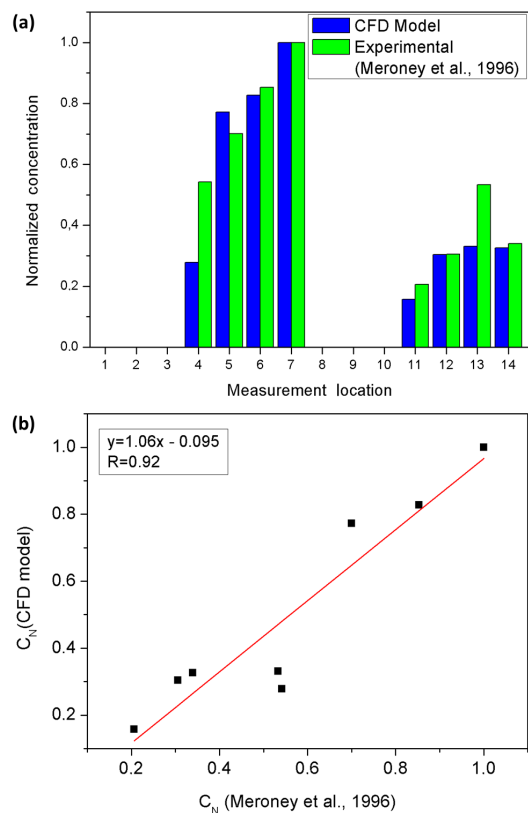 (a)
CFD Model
Experimental
(Meroney et al., 1996)
Normalized concentration
1.0
0.8
0.6
0.4
0.2
0.0
1 2 3 4 5 6 7 8 9 10 11 12 13 14
Measurement location
(b)
y=1.06x - 0.095
R=0.92
C_N(CFD model)
1.0
0.8
0.6
0.4
0.2
0.2 0.4 0.6 0.8 1.0
C_N (Meroney et al., 1996)